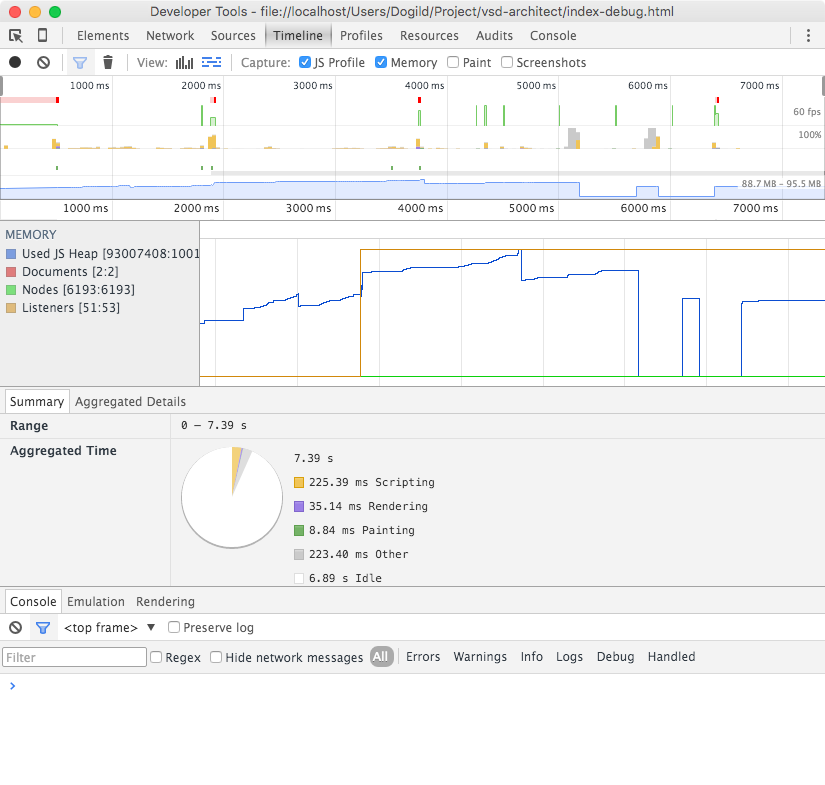 Developer Tools - file://localhost/Users/Dogild/Project/vsd-architect/index-debug.html
Elements Network Sources Timeline Profiles Resources Audits Console
View: Capture: JS Profile Memory Paint Screenshots
1000 ms 2000 ms 3000 ms 4000 ms 5000 ms 6000 ms 7000 ms
60 fps
100%
88.7 MB – 95.5 MB
1000 ms 2000 ms 3000 ms 4000 ms 5000 ms 6000 ms 7000 ms
MEMORY
Used JS Heap [93007408:1001
Documents [2:2]
Nodes [6193:6193]
Listeners [51:53]
Summary Aggregated Details
Range 0 – 7.39 s
Aggregated Time
7.39 s
225.39 ms Scripting
35.14 ms Rendering
8.84 ms Painting
223.40 ms Other
6.89 s Idle
Console Emulation Rendering
<top frame> ▼ Preserve log
Filter Regex Hide network messages All Errors Warnings Info Logs Debug Handled
>